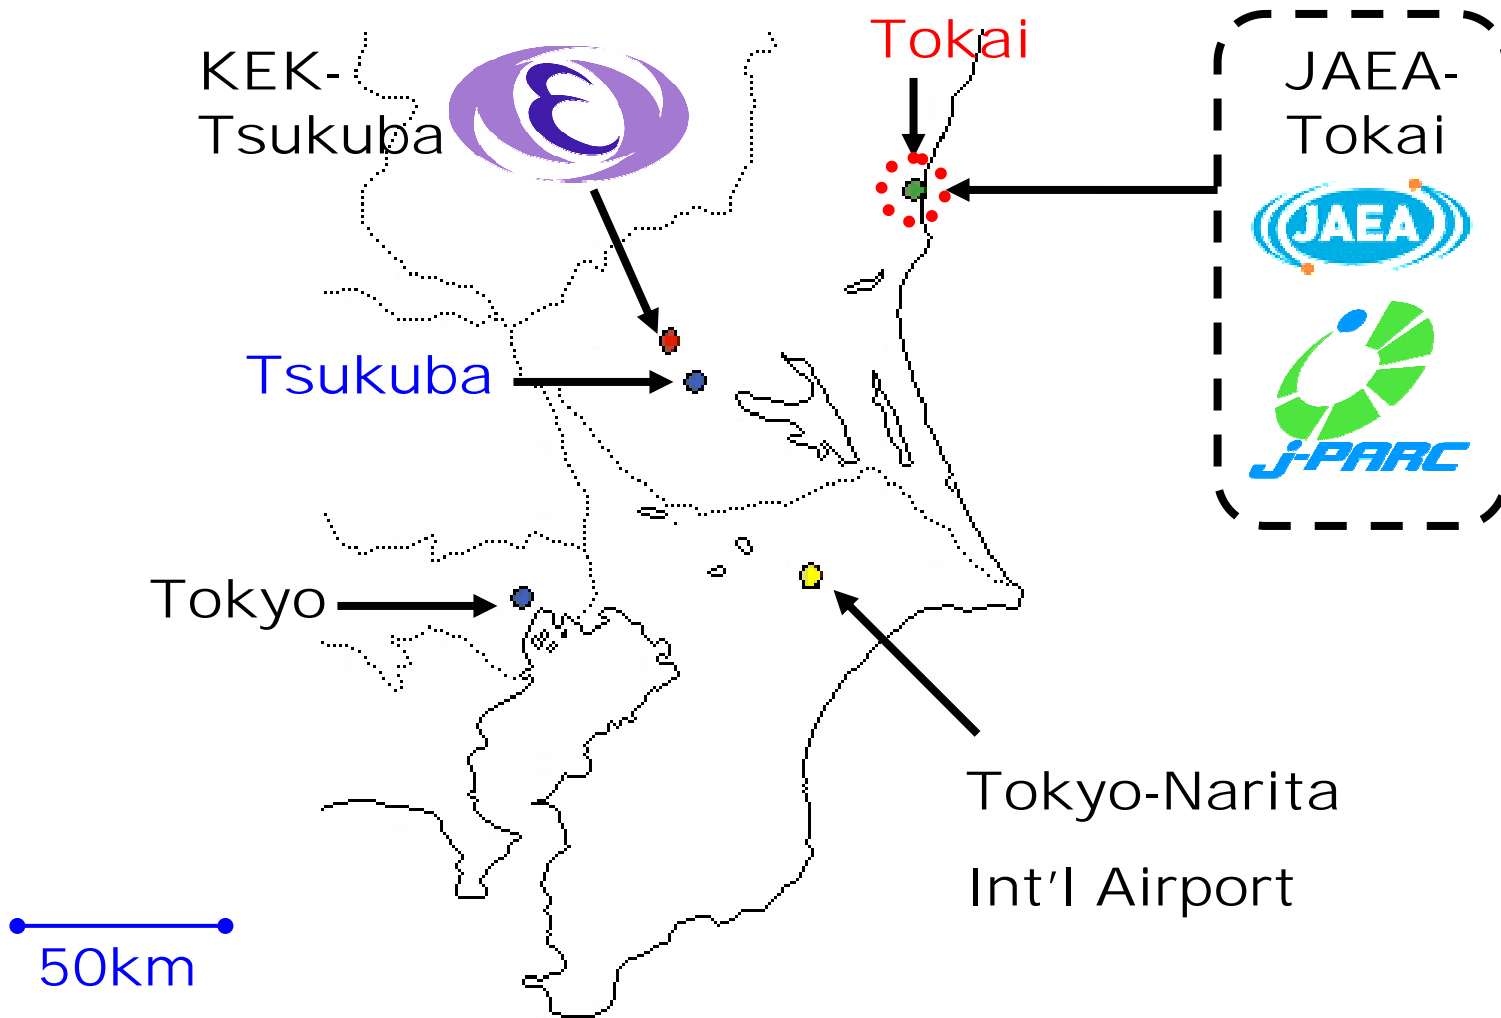 KEK-
Tsukuba
Tokai
JAEA-
Tokai
JAEA
J-PARC
Tsukuba
Tokyo
Tokyo-Narita
Int'l Airport
50km